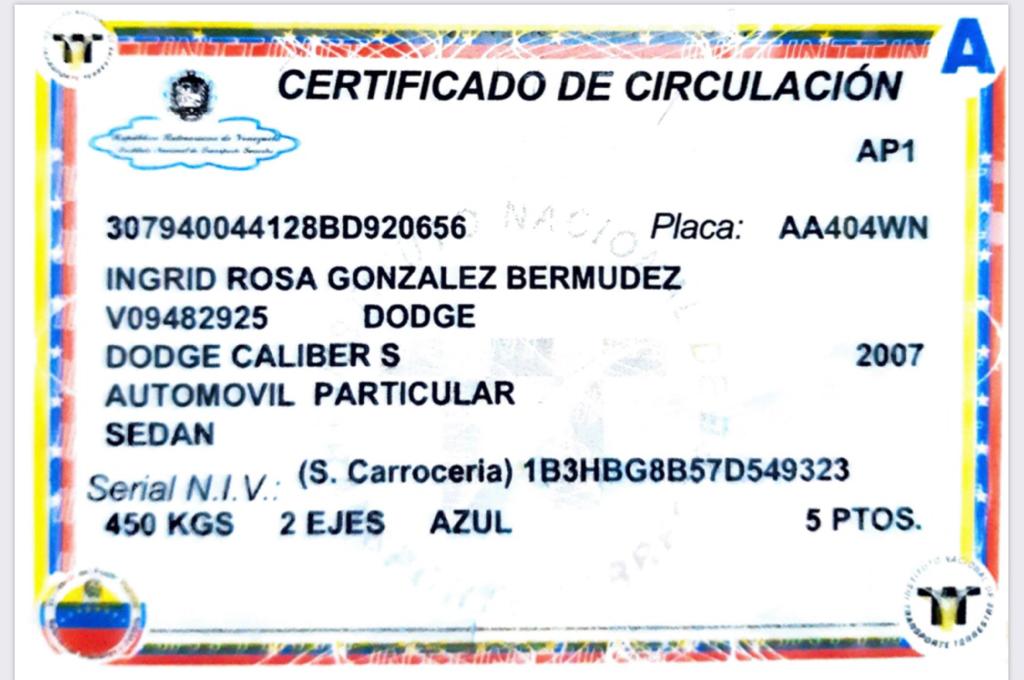 A
CERTIFICADO DE CIRCULACIÓN
República Bolivariana de Venezuela
Instituto Nacional de Transporte Terrestre
AP1
307940044128BD920656 Placa: AA404WN
INGRID ROSA GONZALEZ BERMUDEZ
V09482925 DODGE
DODGE CALIBER S 2007
AUTOMOVIL PARTICULAR
SEDAN
Serial N.I.V.: (S. Carroceria) 1B3HBG8B57D549323
450 KGS 2 EJES AZUL 5 PTOS.
INSTITUTO NACIONAL DE TRANSPORTE TERRESTRE